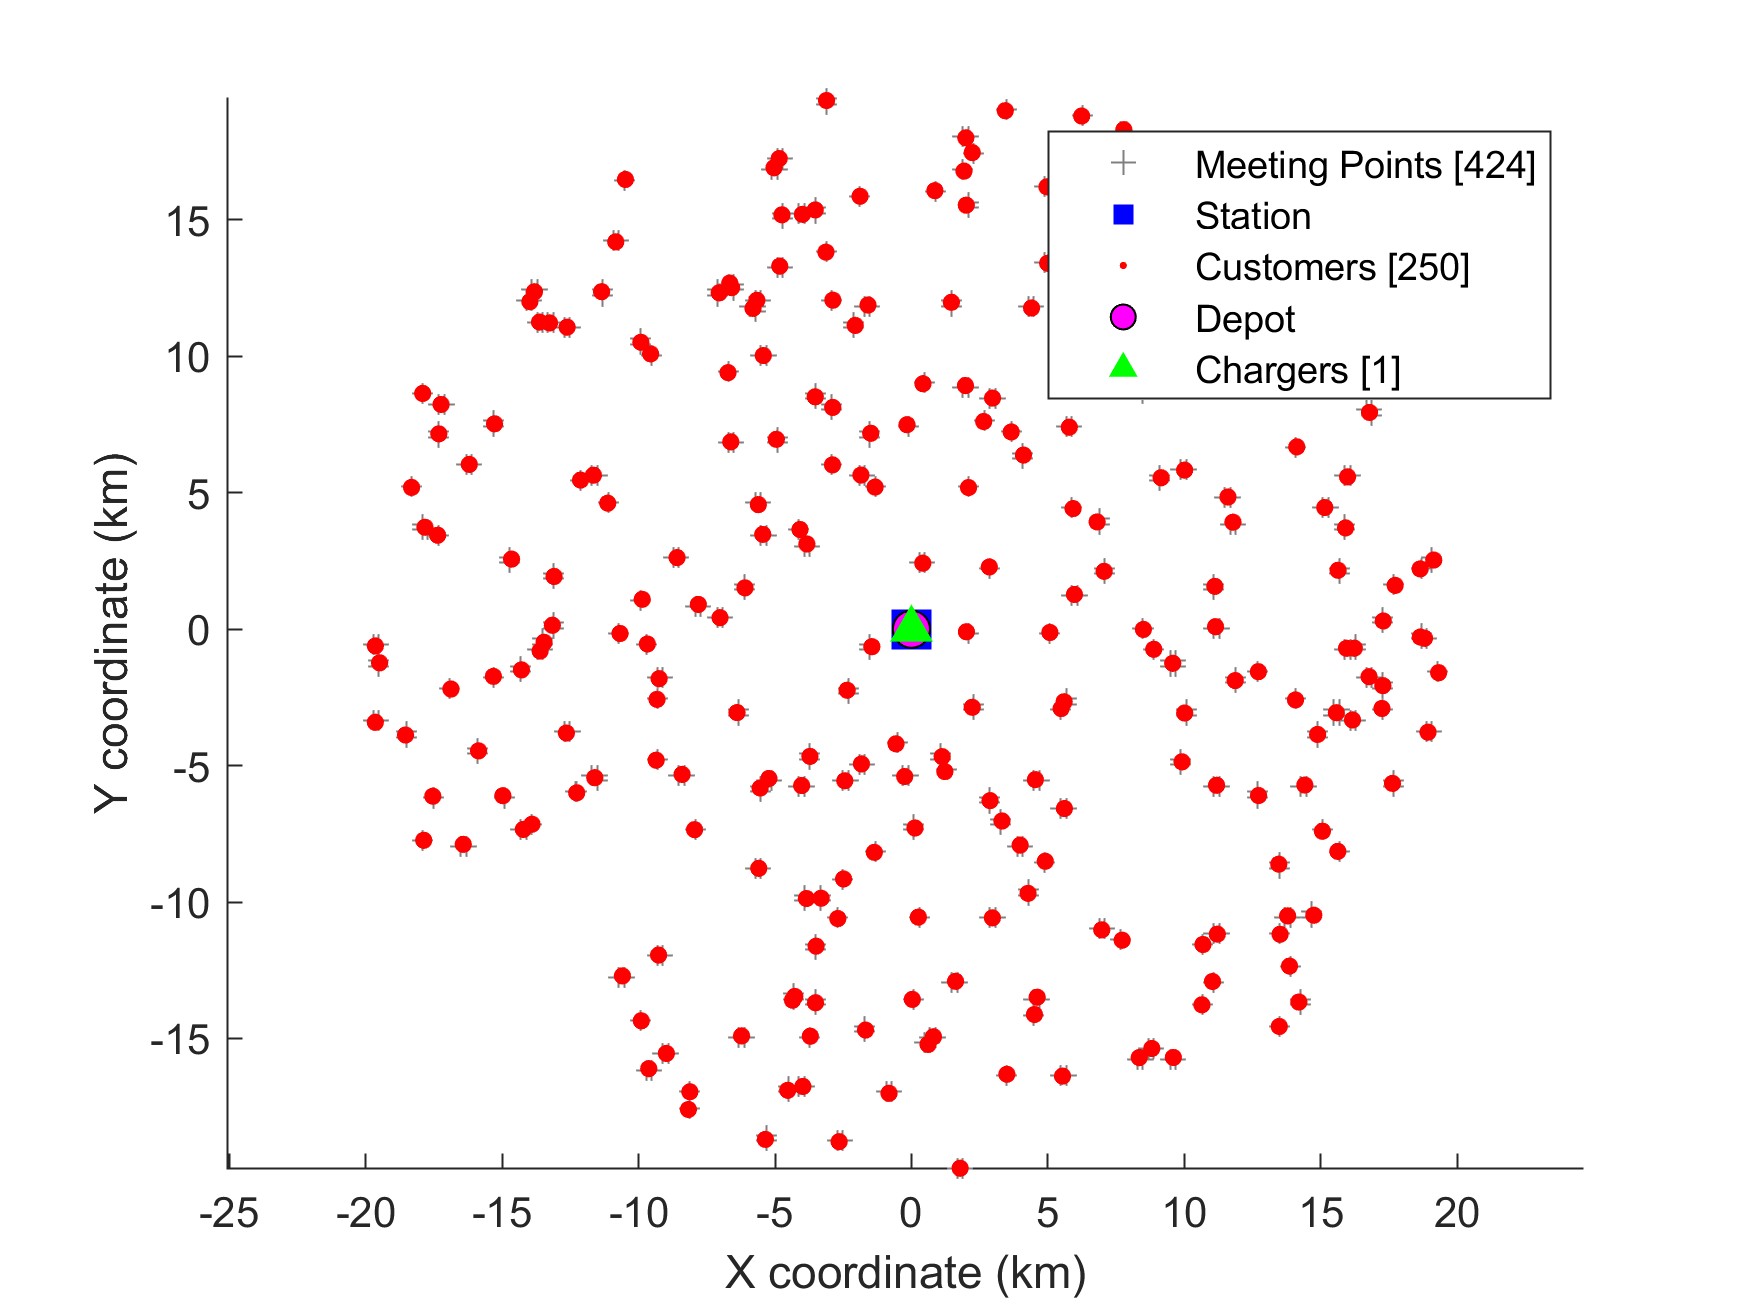 Meeting Points [424]
Station
Customers [250]
Depot
Chargers [1]
15
10
5
0
-5
-10
-15
Y coordinate (km)
-25 -20 -15 -10 -5 0 5 10 15 20
X coordinate (km)